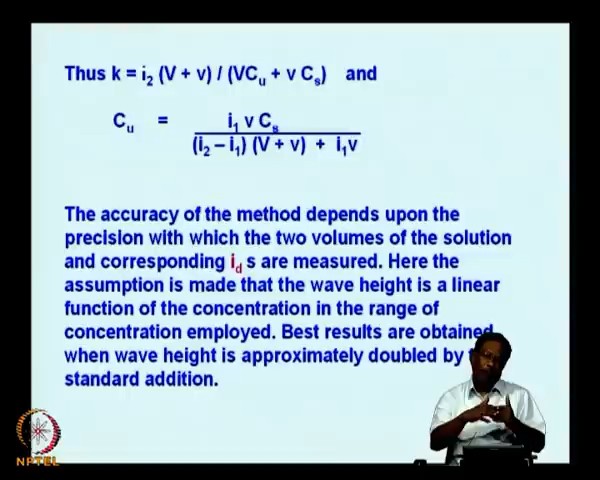 Thus k = i₂ (V + v) / (VCᵤ + v Cₛ) and
Cᵤ = i₁ v Cₛ
(i₂ – i₁) (V + v) + i₁v
The accuracy of the method depends upon the
precision with which the two volumes of the solution
and corresponding i_d s are measured. Here the
assumption is made that the wave height is a linear
function of the concentration in the range of
concentration employed. Best results are obtained
when wave height is approximately doubled by
standard addition.
NPTEL